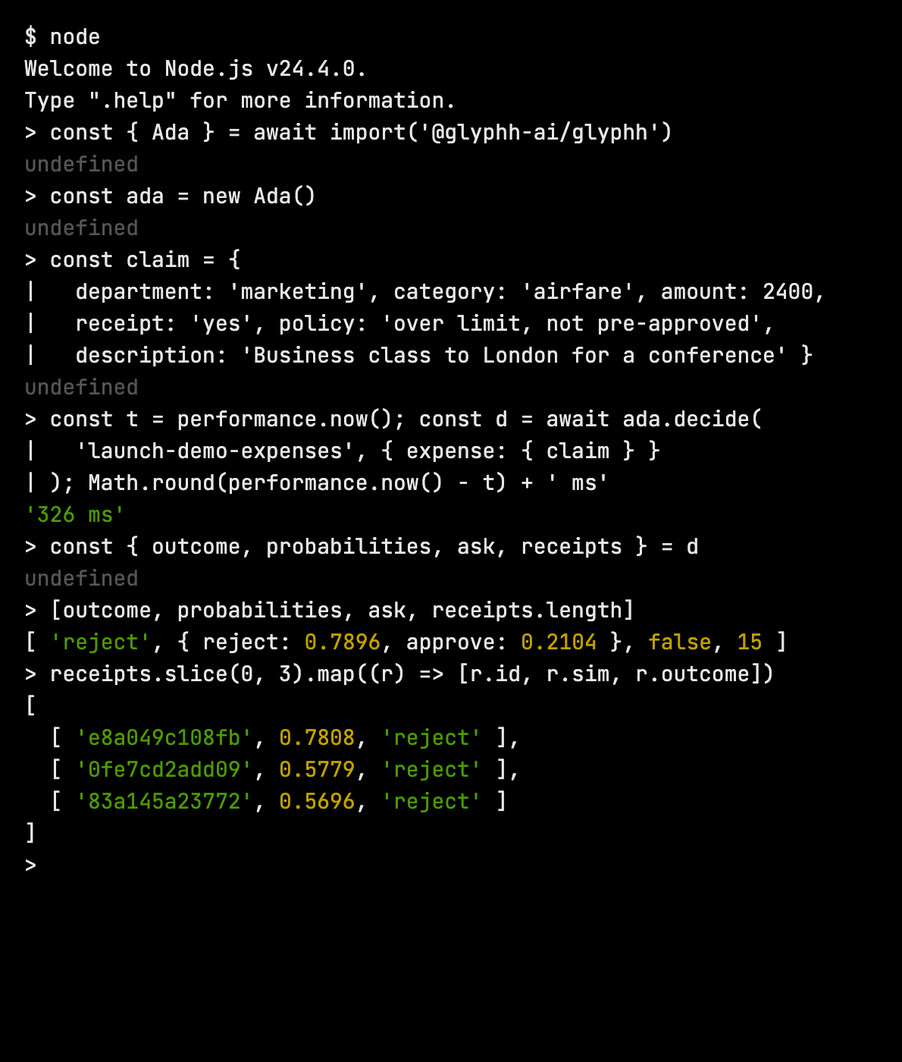 $ node
Welcome to Node.js v24.4.0.
Type ".help" for more information.
> const { Ada } = await import('@glyphh-ai/glyphh')
undefined
> const ada = new Ada()
undefined
> const claim = {
|   department: 'marketing', category: 'airfare', amount: 2400,
|   receipt: 'yes', policy: 'over limit, not pre-approved',
|   description: 'Business class to London for a conference' }
undefined
> const t = performance.now(); const d = await ada.decide(
|   'launch-demo-expenses', { expense: { claim } }
| ); Math.round(performance.now() - t) + ' ms'
'326 ms'
> const { outcome, probabilities, ask, receipts } = d
undefined
> [outcome, probabilities, ask, receipts.length]
[ 'reject', { reject: 0.7896, approve: 0.2104 }, false, 15 ]
> receipts.slice(0, 3).map((r) => [r.id, r.sim, r.outcome])
[
  [ 'e8a049c108fb', 0.7808, 'reject' ],
  [ '0fe7cd2add09', 0.5779, 'reject' ],
  [ '83a145a23772', 0.5696, 'reject' ]
]
>